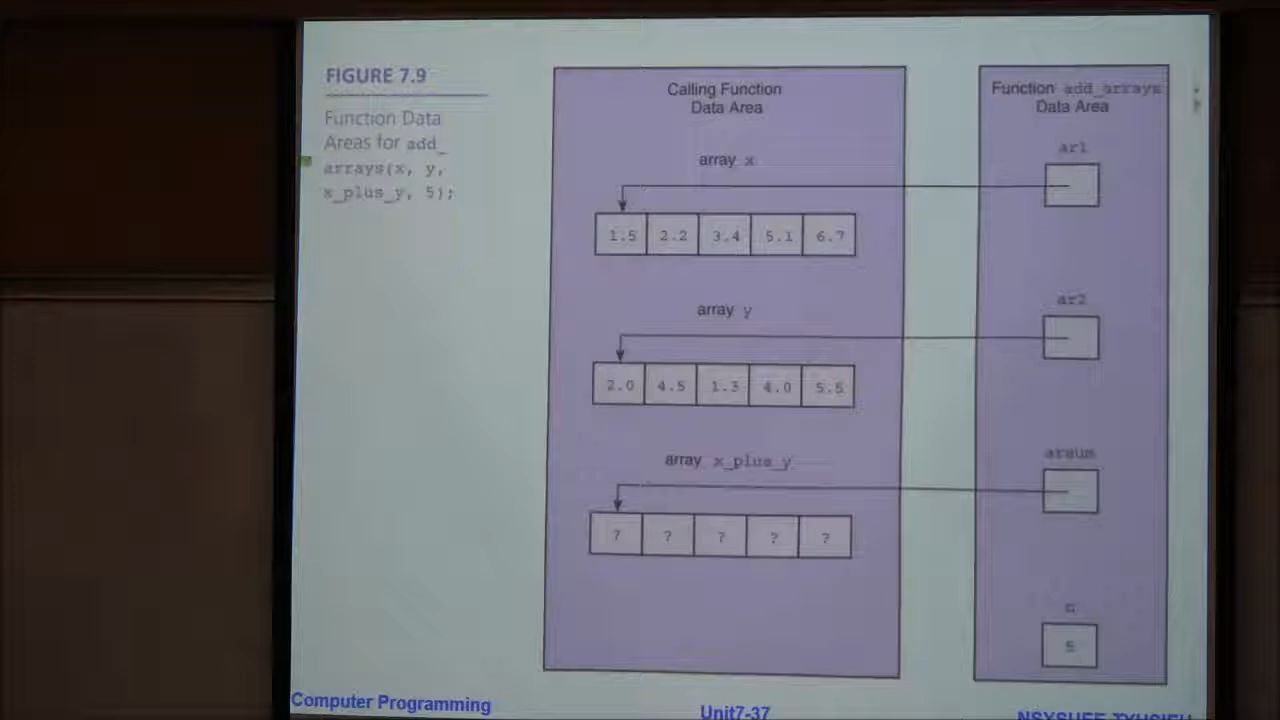 FIGURE 7.9
Function Data
Areas for add_
arrays(x, y,
x_plus_y, 5);
Calling Function
Data Area
array x
1.5 2.2 3.4 5.1 6.7
array y
2.0 4.5 1.3 4.0 5.5
array x_plus_y
? ? ? ? ?
Function add_arrays
Data Area
ar1
ar2
arsum
n
5
Computer Programming
Unit7-37